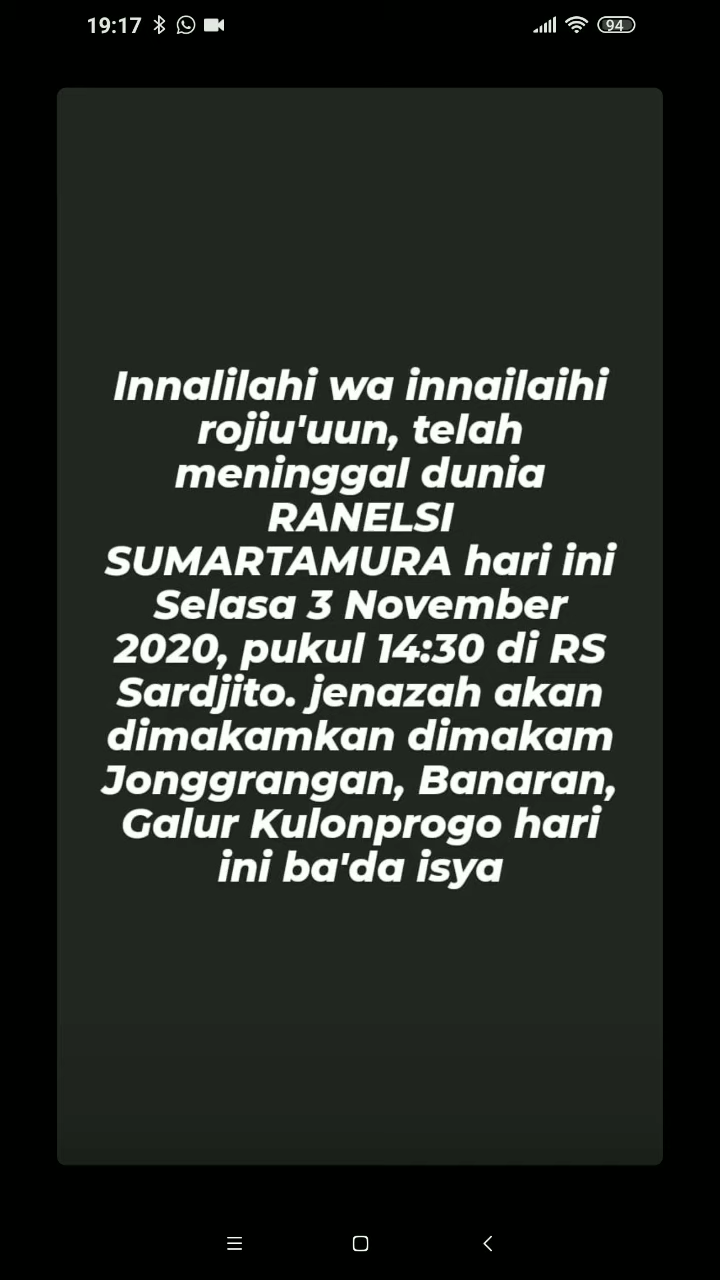 19:17
94
Innalilahi wa innailaihi
rojiu'uun, telah
meninggal dunia
RANELSI
SUMARTAMURA hari ini
Selasa 3 November
2020, pukul 14:30 di RS
Sardjito. jenazah akan
dimakamkan dimakam
Jonggrangan, Banaran,
Galur Kulonprogo hari
ini ba'da isya